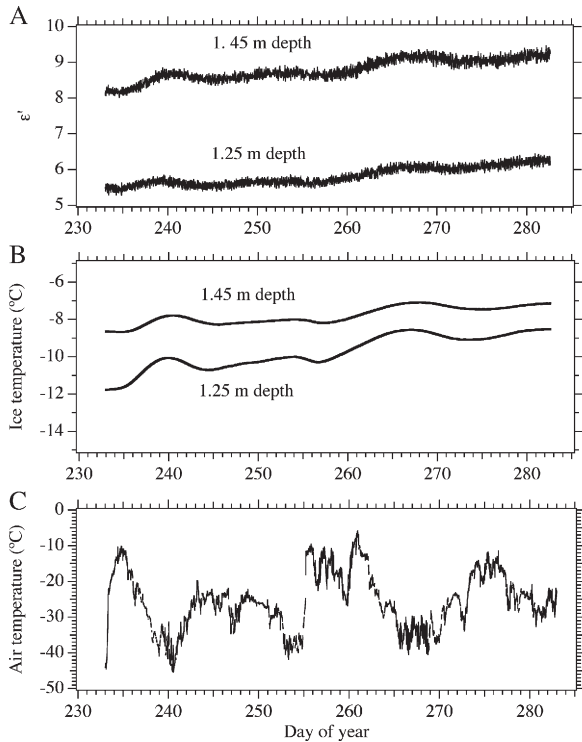 A
10
9
8
7
6
5
ε'
1. 45 m depth
1.25 m depth
230 240 250 260 270 280
B
-6
-8
-10
-12
-14
Ice temperature (°C)
1.45 m depth
1.25 m depth
230 240 250 260 270 280
C
0
-10
-20
-30
-40
-50
Air temperature (°C)
230 240 250 260 270 280
Day of year